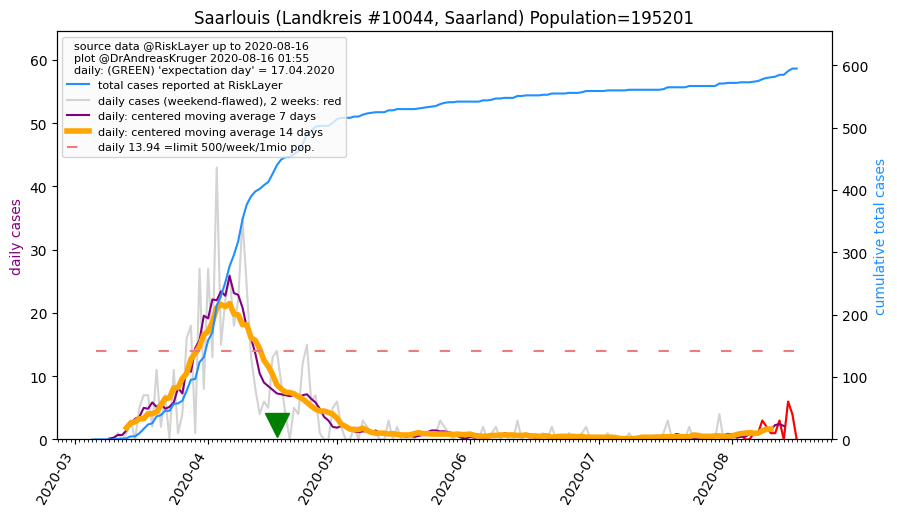 Saarlouis (Landkreis #10044, Saarland) Population=195201
source data @RiskLayer up to 2020-08-16
plot @DrAndreasKruger 2020-08-16 01:55
daily: (GREEN) 'expectation day' = 17.04.2020
total cases reported at RiskLayer
daily cases (weekend-flawed), 2 weeks: red
daily: centered moving average 7 days
daily: centered moving average 14 days
daily 13.94 =limit 500/week/1mio pop.
daily cases
60
50
40
30
20
10
0
cumulative total cases
600
500
400
300
200
100
0
2020-03
2020-04
2020-05
2020-06
2020-07
2020-08